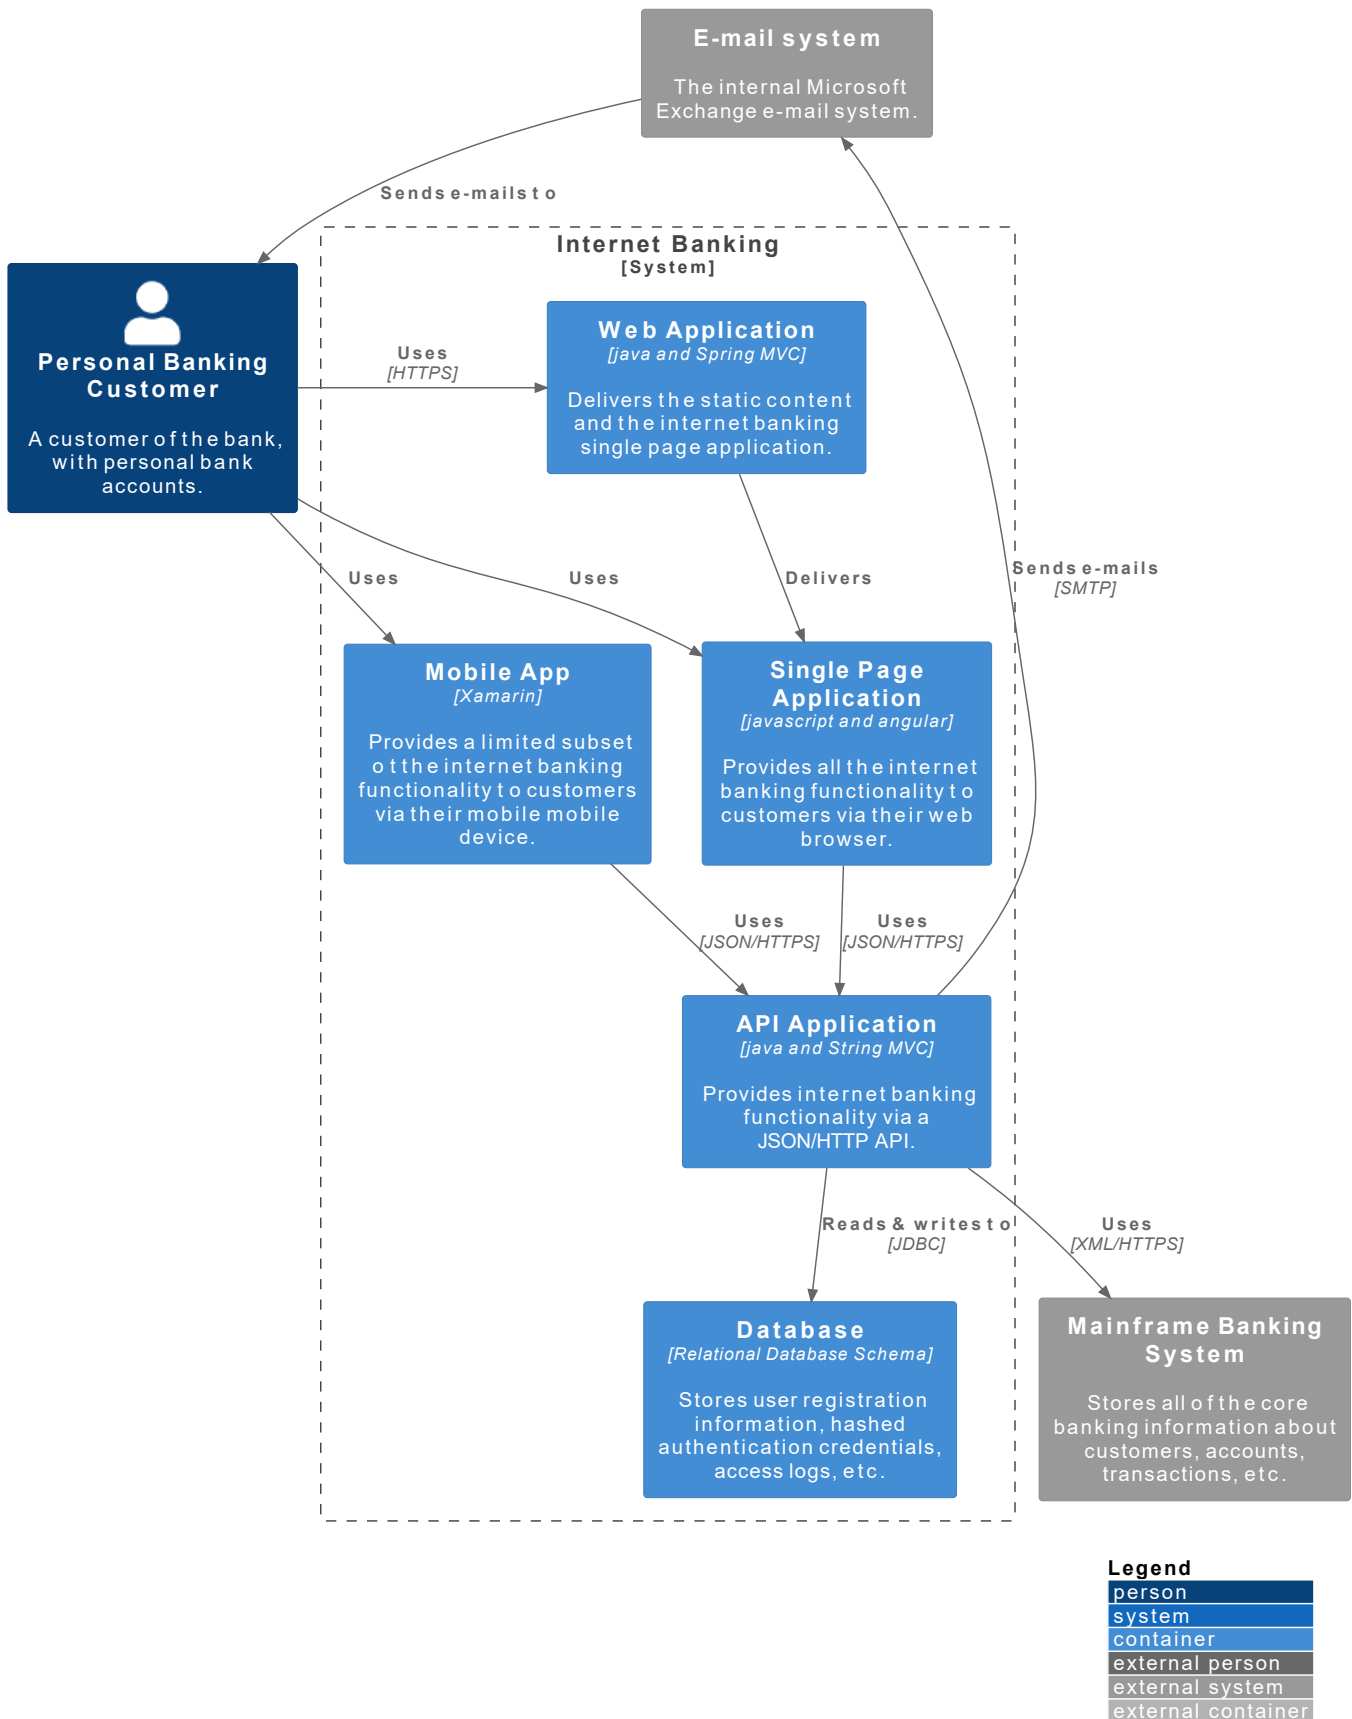 E-mail system
The internal Microsoft
Exchange e-mail system.
Sends e-mails to
Internet Banking
[System]
Personal Banking
Customer
A customer of the bank,
with personal bank
accounts.
Uses
[HTTPS]
Web Application
[java and Spring MVC]
Delivers the static content
and the internet banking
single page application.
Uses
Uses
Delivers
Sends e-mails
[SMTP]
Mobile App
[Xamarin]
Provides a limited subset
ot the internet banking
functionality to customers
via their mobile mobile
device.
Single Page
Application
[javascript and angular]
Provides all the internet
banking functionality to
customers via their web
browser.
Uses
[JSON/HTTPS]
Uses
[JSON/HTTPS]
API Application
[java and String MVC]
Provides internet banking
functionality via a
JSON/HTTP API.
Reads & writes to
[JDBC]
Uses
[XML/HTTPS]
Database
[Relational Database Schema]
Stores user registration
information, hashed
authentication credentials,
access logs, etc.
Mainframe Banking
System
Stores all of the core
banking information about
customers, accounts,
transactions, etc.
Legend
person
system
container
external person
external system
external container